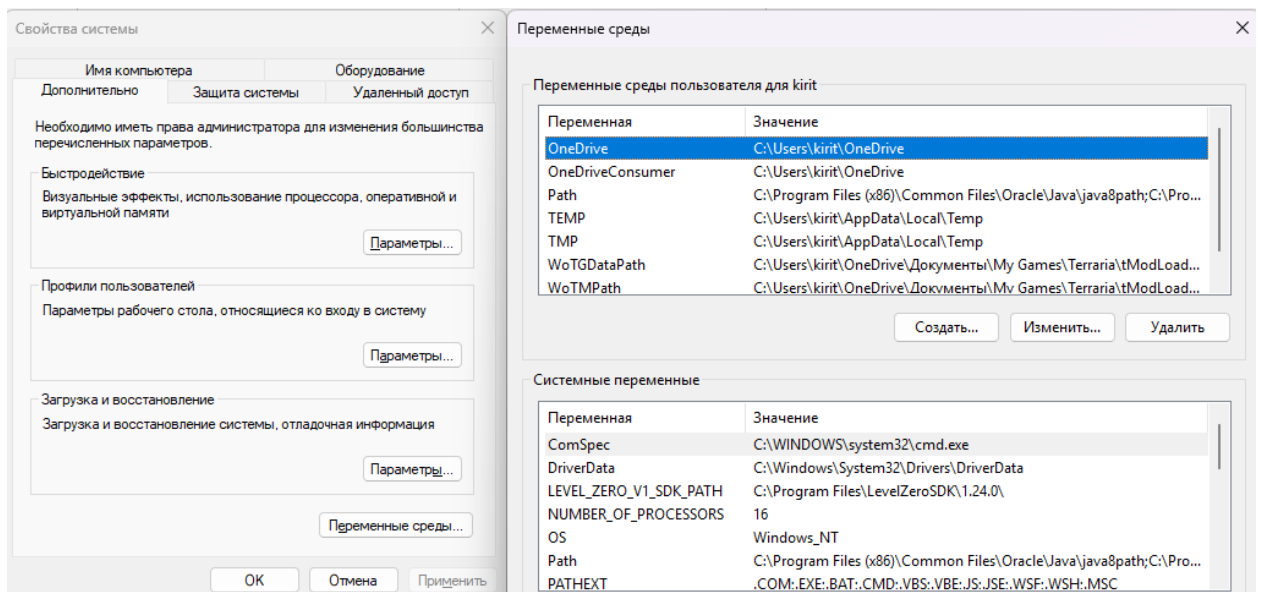 Свойства системы
Имя компьютера
Оборудование
Дополнительно
Защита системы
Удаленный доступ
Необходимо иметь права администратора для изменения большинства
перечисленных параметров.
Быстродействие
Визуальные эффекты, использование процессора, оперативной и
виртуальной памяти
Параметры...
Профили пользователей
Параметры рабочего стола, относящиеся ко входу в систему
Параметры...
Загрузка и восстановление
Загрузка и восстановление системы, отладочная информация
Параметры...
Переменные среды...
OK
Отмена
Применить
Переменные среды
Переменные среды пользователя для kirit
Переменная Значение
OneDrive C:\Users\kirit\OneDrive
OneDriveConsumer C:\Users\kirit\OneDrive
Path C:\Program Files (x86)\Common Files\Oracle\Java\java8path;C:\Pro...
TEMP C:\Users\kirit\AppData\Local\Temp
TMP C:\Users\kirit\AppData\Local\Temp
WoTGDataPath C:\Users\kirit\OneDrive\Документы\My Games\Terraria\tModLoad...
WoTMPath C:\Users\kirit\OneDrive\Документы\My Games\Terraria\tModLoad...
Создать...
Изменить...
Удалить
Системные переменные
Переменная Значение
ComSpec C:\WINDOWS\system32\cmd.exe
DriverData C:\Windows\System32\Drivers\DriverData
LEVEL_ZERO_V1_SDK_PATH C:\Program Files\LevelZeroSDK\1.24.0\
NUMBER_OF_PROCESSORS 16
OS Windows_NT
Path C:\Program Files (x86)\Common Files\Oracle\Java\java8path;C:\Pro...
PATHEXT .COM;.EXE;.BAT;.CMD;.VBS;.VBE;.JS;.JSE;.WSF;.WSH;.MSC